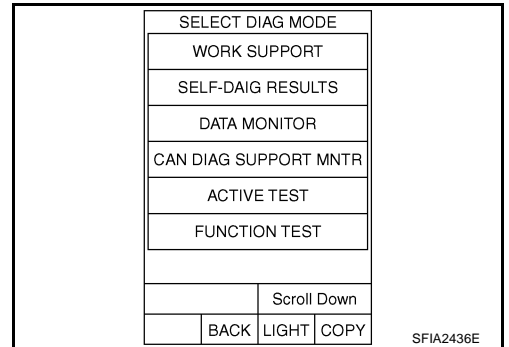 SELECT DIAG MODE
WORK SUPPORT
SELF-DAIG RESULTS
DATA MONITOR
CAN DIAG SUPPORT MNTR
ACTIVE TEST
FUNCTION TEST
Scroll Down
BACK LIGHT COPY
SFIA2436E